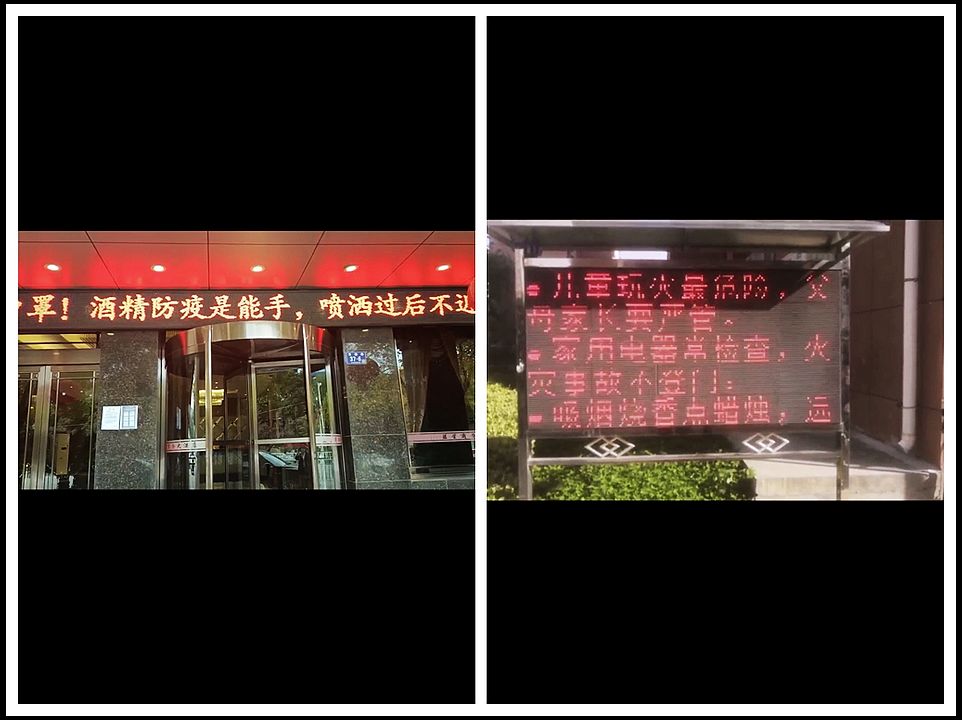 罩！酒精防疫是能手，喷洒过后不
37-6
儿童玩火最危险，父
母家长要严管。
家用电器常检查，火
灾事故不登门；
吸烟烧香点蜡烛，远